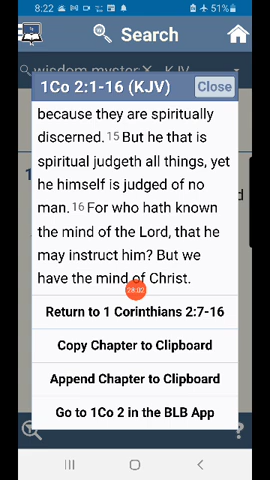 8:22
51%
Search
wisdom myster
KJV
1Co 2:1-16 (KJV)
Close
because they are spiritually
discerned. 15 But he that is
spiritual judgeth all things, yet
he himself is judged of no
man. 16 For who hath known
the mind of the Lord, that he
may instruct him? But we
have the mind of Christ.
28:02
Return to 1 Corinthians 2:7-16
Copy Chapter to Clipboard
Append Chapter to Clipboard
Go to 1Co 2 in the BLB App
?